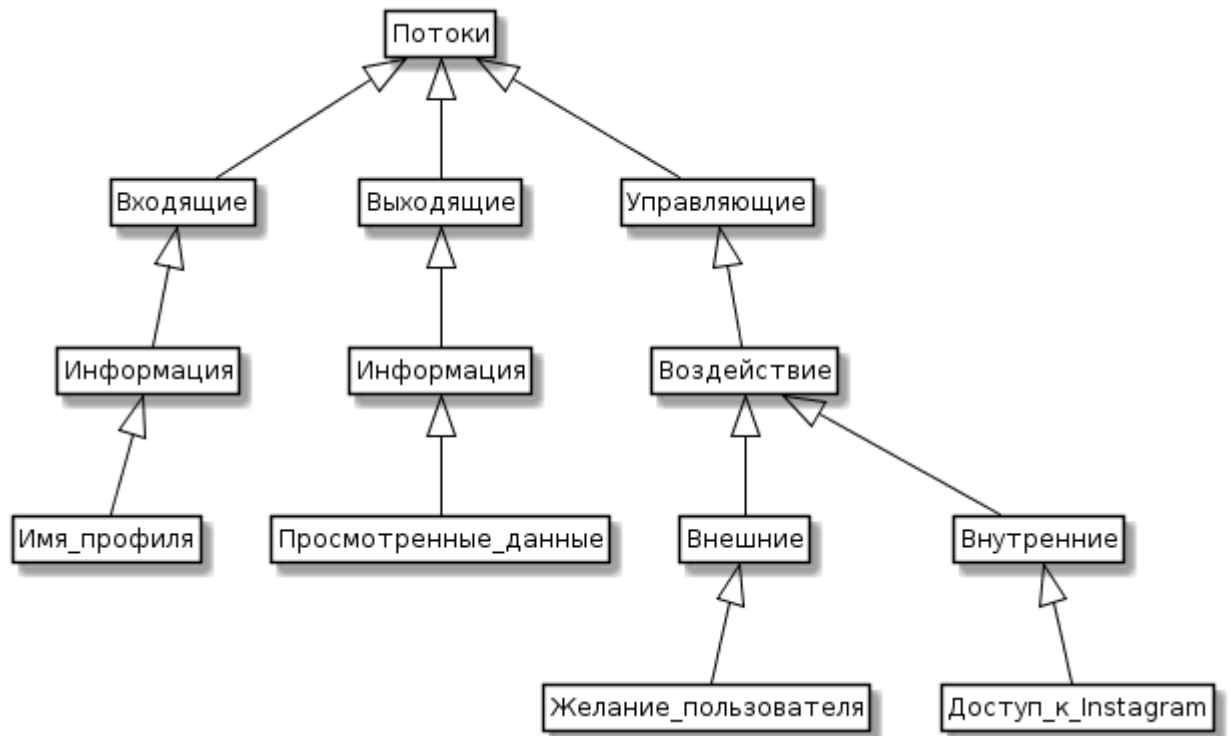 Потоки
Входящие
Выходящие
Управляющие
Информация
Информация
Воздействие
Имя_профиля
Просмотренные_данные
Внешние
Внутренние
Желание_пользователя
Доступ_к_Instagram